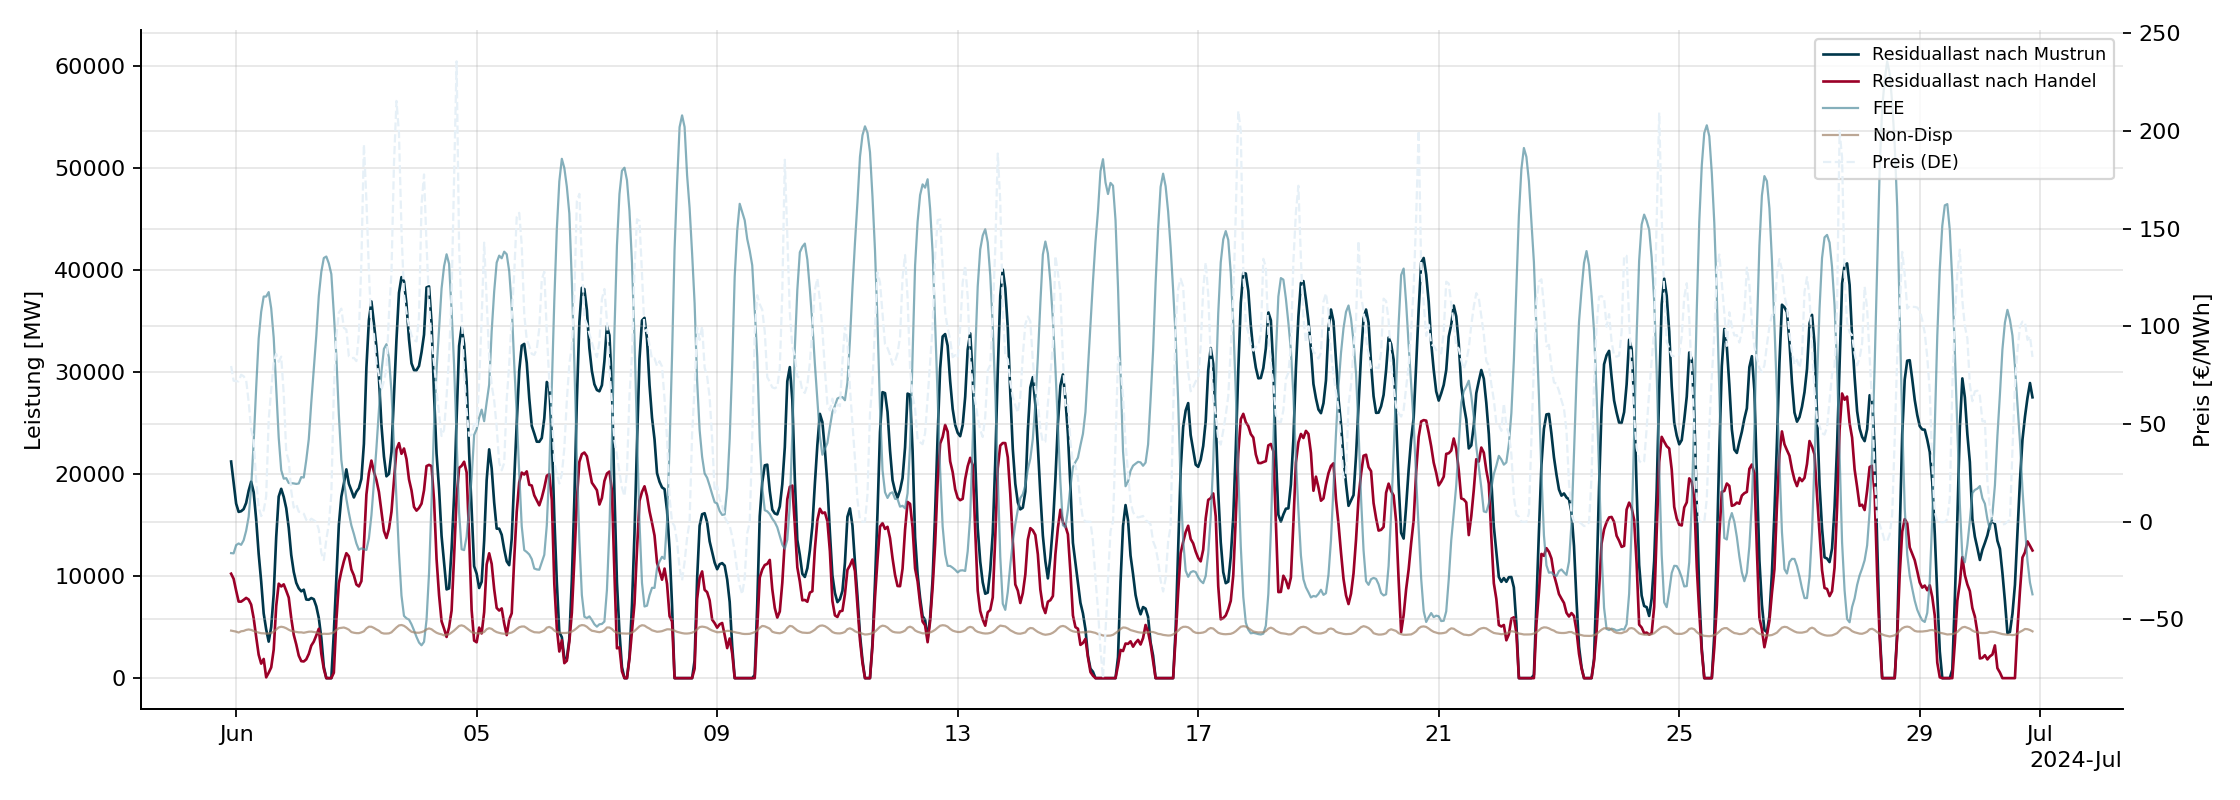 Residuallast nach Mustrun
Residuallast nach Handel
FEE
Non-Disp
Preis (DE)
Leistung [MW]
60000
50000
40000
30000
20000
10000
0
Preis [€/MWh]
250
200
150
100
50
0
−50
Jun
05
09
13
17
21
25
29
Jul
2024-Jul